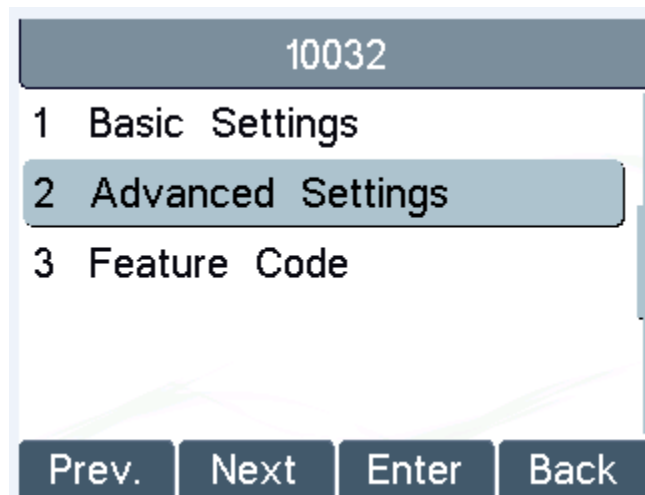 10032
1 Basic Settings
2 Advanced Settings
3 Feature Code
Prev. Next Enter Back